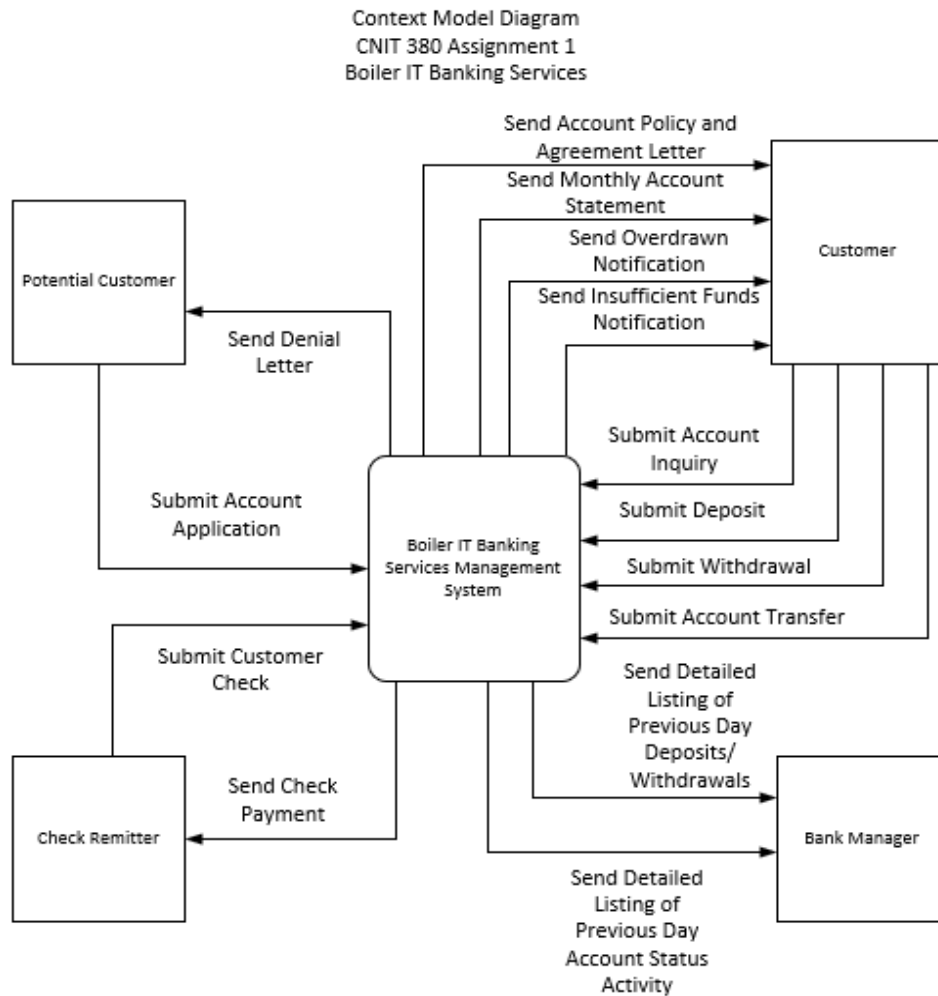 Context Model Diagram
CNIT 380 Assignment 1
Boiler IT Banking Services
Send Account Policy and
Agreement Letter
Send Monthly Account
Statement
Send Overdrawn
Notification
Send Insufficient Funds
Notification
Customer
Potential Customer
Send Denial
Letter
Submit Account
Inquiry
Submit Deposit
Submit Withdrawal
Submit Account Transfer
Submit Account
Application
Boiler IT Banking
Services Management
System
Submit Customer
Check
Send Check
Payment
Check Remitter
Send Detailed
Listing of
Previous Day
Deposits/
Withdrawals
Bank Manager
Send Detailed
Listing of
Previous Day
Account Status
Activity